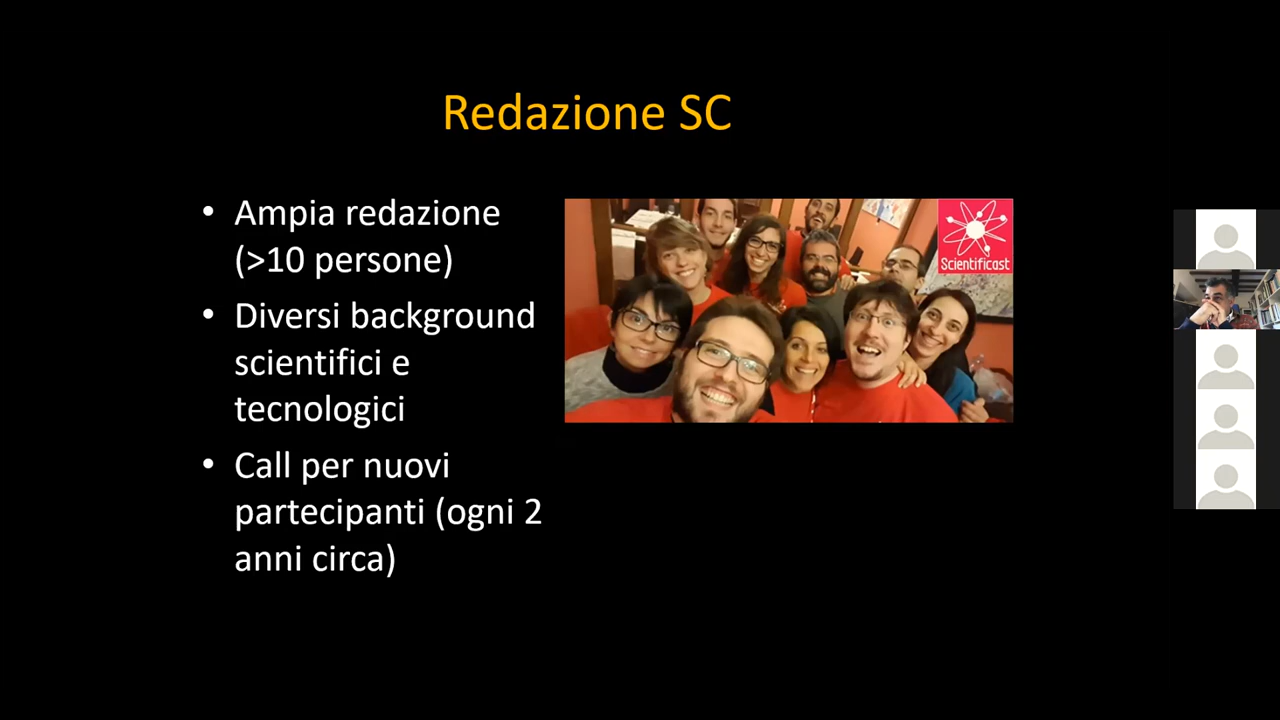 Redazione SC
• Ampia redazione
(>10 persone)
• Diversi background
scientifici e
tecnologici
• Call per nuovi
partecipanti (ogni 2
anni circa)
Scientificast